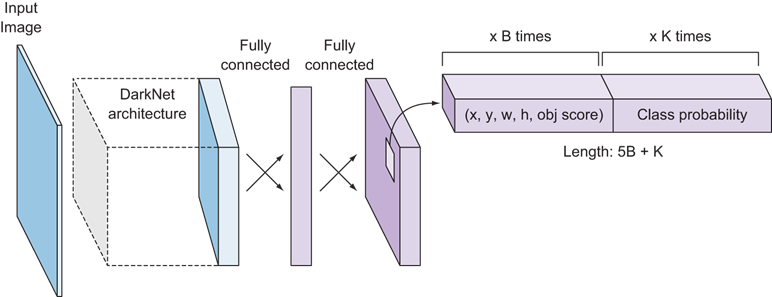 Input
Image
DarkNet
architecture
Fully
connected
Fully
connected
x B times
x K times
(x, y, w, h, obj score)
Class probability
Length: 5B + K